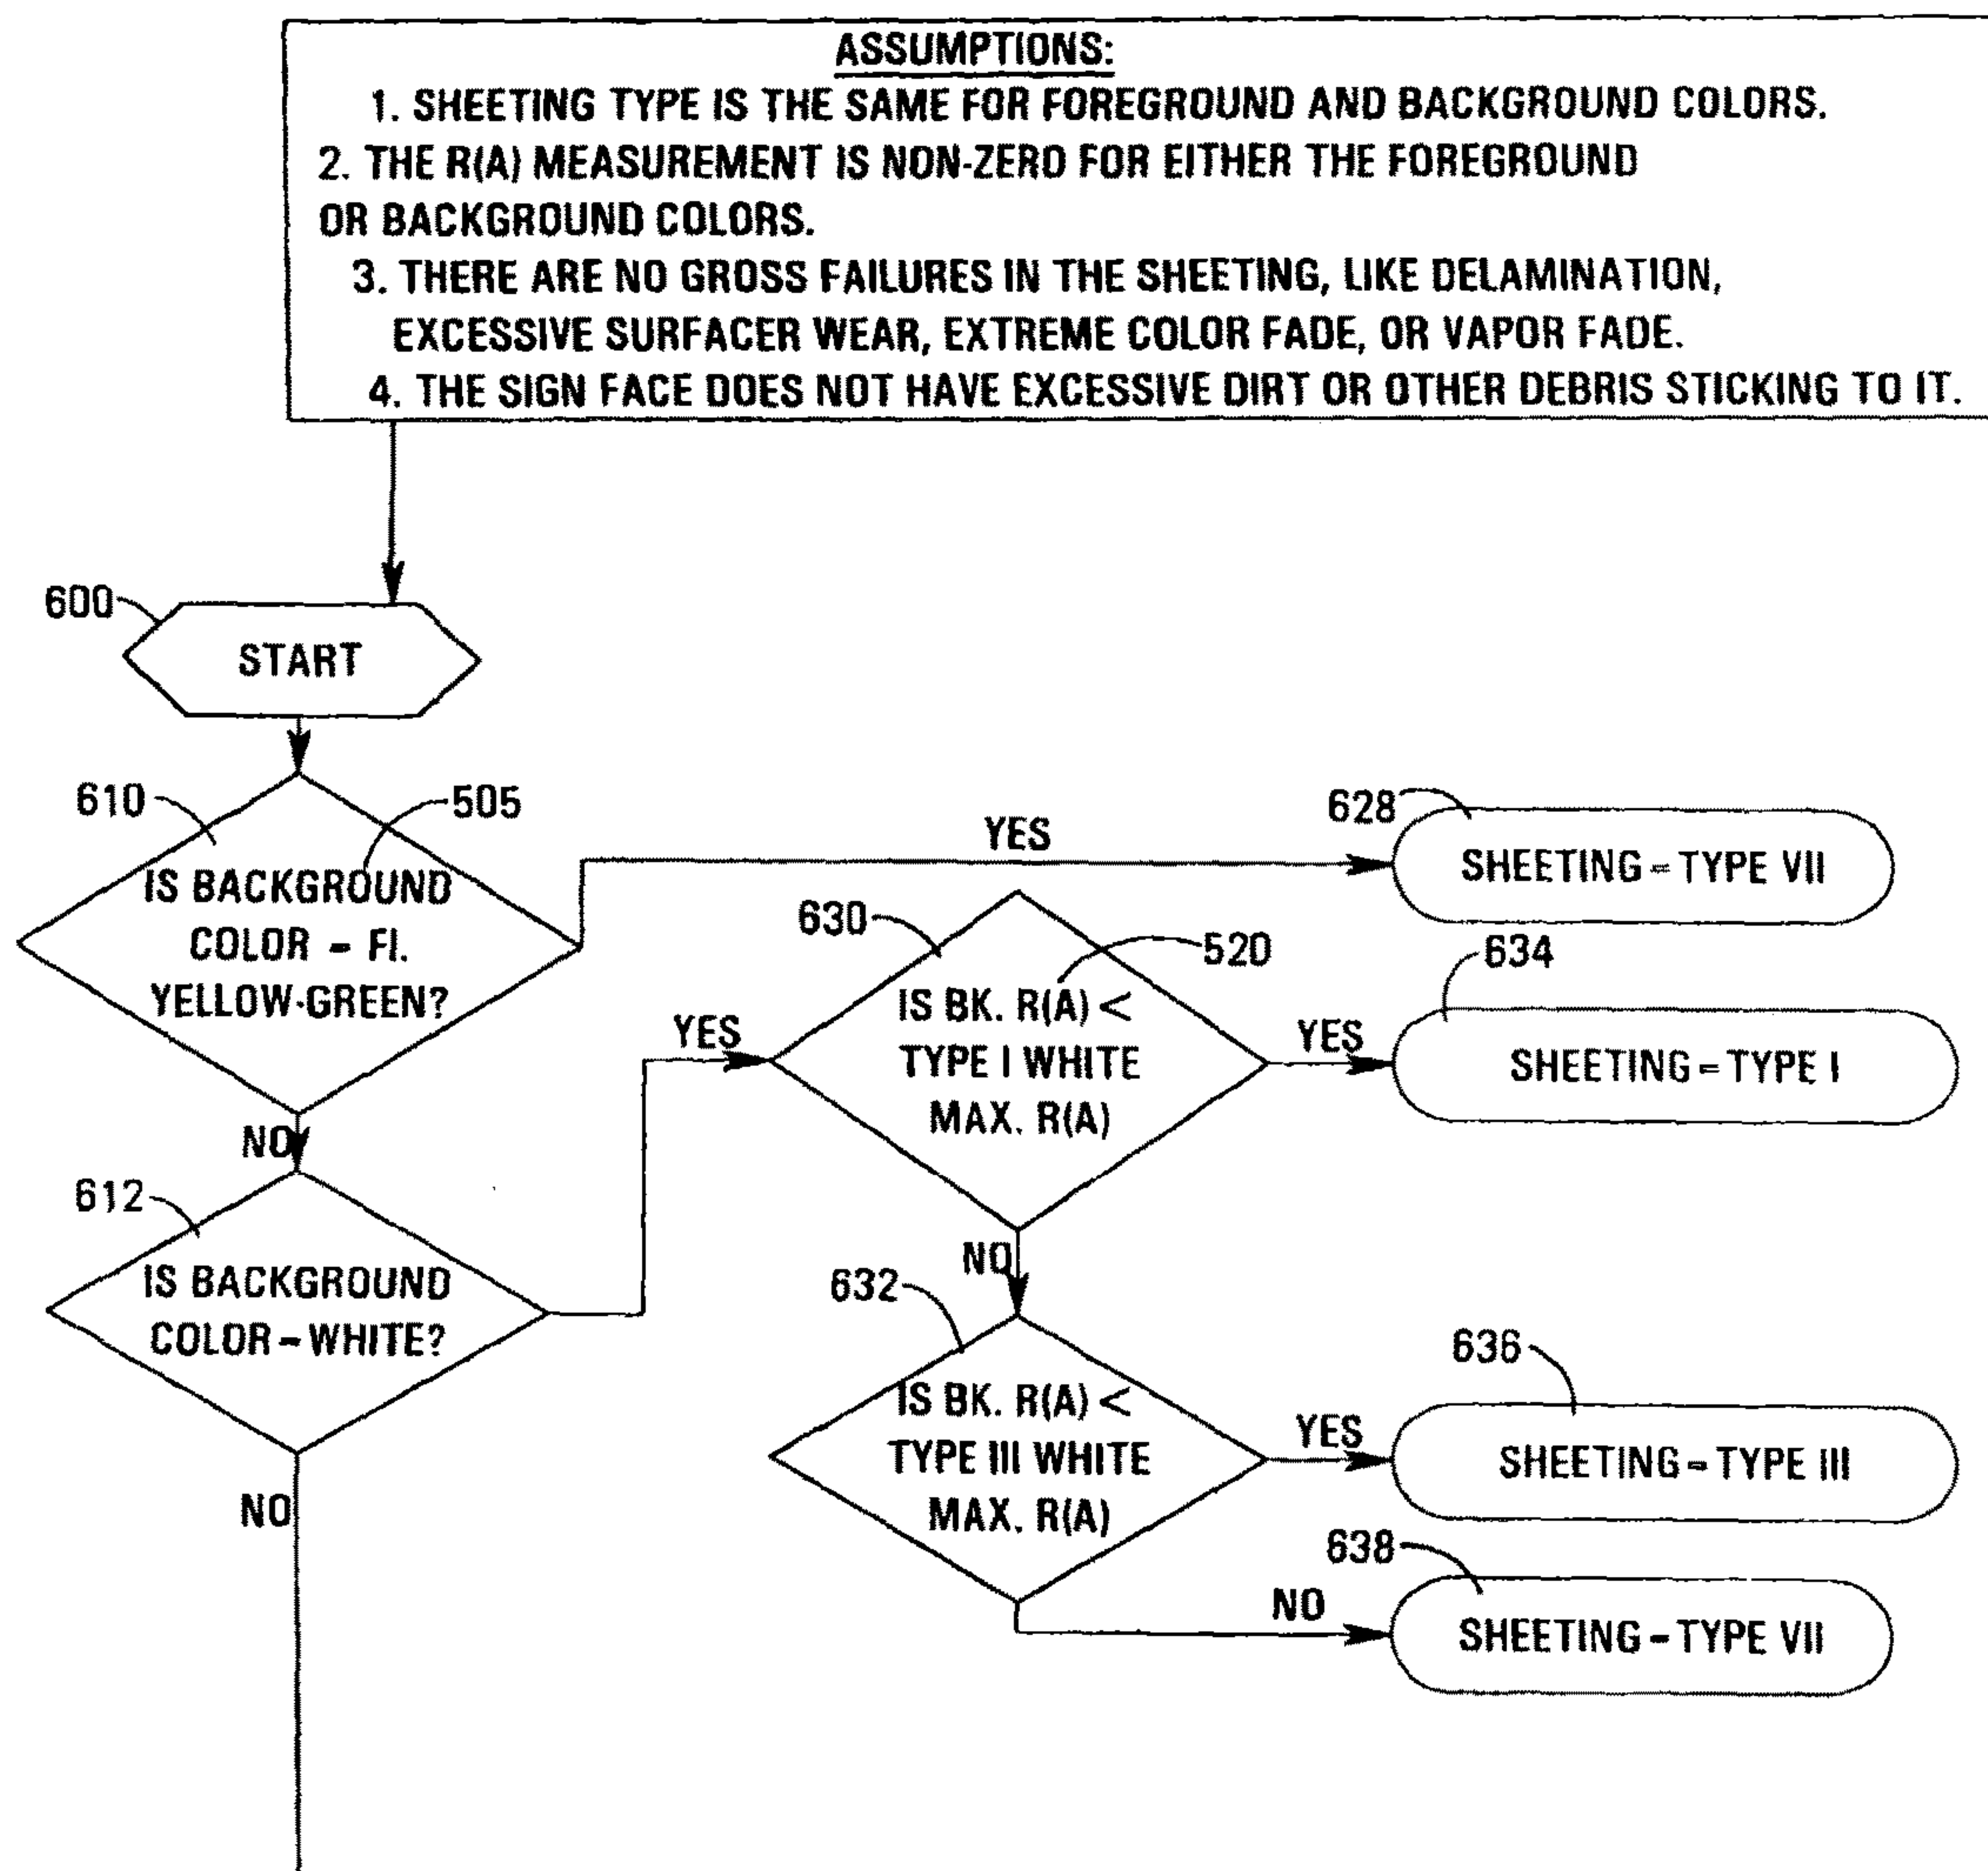 ASSUMPTIONS:
1. SHEETING TYPE IS THE SAME FOR FOREGROUND AND BACKGROUND COLORS.
2. THE R(A) MEASUREMENT IS NON-ZERO FOR EITHER THE FOREGROUND
OR BACKGROUND COLORS.
3. THERE ARE NO GROSS FAILURES IN THE SHEETING, LIKE DELAMINATION,
EXCESSIVE SURFACER WEAR, EXTREME COLOR FADE, OR VAPOR FADE.
4. THE SIGN FACE DOES NOT HAVE EXCESSIVE DIRT OR OTHER DEBRIS STICKING TO IT.
600
START
610
505
IS BACKGROUND
COLOR = Fl.
YELLOW-GREEN?
YES
628
SHEETING = TYPE VII
NO
612
IS BACKGROUND
COLOR = WHITE?
YES
630
520
IS BK. R(A) <
TYPE I WHITE
MAX. R(A)
YES
634
SHEETING = TYPE I
NO
632
IS BK. R(A) <
TYPE III WHITE
MAX. R(A)
YES
636
SHEETING = TYPE III
NO
638
SHEETING = TYPE VII
NO